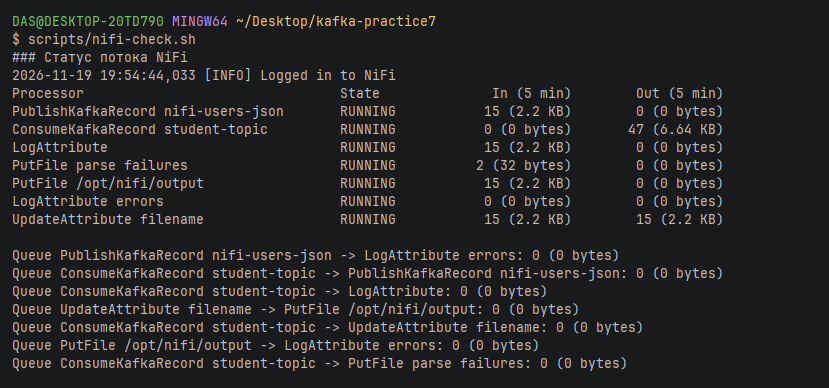 DAS@DESKTOP-20TD790 MINGW64 ~/Desktop/kafka-practice7
$ scripts/nifi-check.sh
### Статус потока NiFi
2026-11-19 19:54:44,033 [INFO] Logged in to NiFi
Processor State In (5 min) Out (5 min)
PublishKafkaRecord nifi-users-json RUNNING 15 (2.2 KB) 0 (0 bytes)
ConsumeKafkaRecord student-topic RUNNING 0 (0 bytes) 47 (6.64 KB)
LogAttribute RUNNING 15 (2.2 KB) 0 (0 bytes)
PutFile parse failures RUNNING 2 (32 bytes) 0 (0 bytes)
PutFile /opt/nifi/output RUNNING 15 (2.2 KB) 0 (0 bytes)
LogAttribute errors RUNNING 0 (0 bytes) 0 (0 bytes)
UpdateAttribute filename RUNNING 15 (2.2 KB) 15 (2.2 KB)
Queue PublishKafkaRecord nifi-users-json -> LogAttribute errors: 0 (0 bytes)
Queue ConsumeKafkaRecord student-topic -> PublishKafkaRecord nifi-users-json: 0 (0 bytes)
Queue ConsumeKafkaRecord student-topic -> LogAttribute: 0 (0 bytes)
Queue UpdateAttribute filename -> PutFile /opt/nifi/output: 0 (0 bytes)
Queue ConsumeKafkaRecord student-topic -> UpdateAttribute filename: 0 (0 bytes)
Queue PutFile /opt/nifi/output -> LogAttribute errors: 0 (0 bytes)
Queue ConsumeKafkaRecord student-topic -> PutFile parse failures: 0 (0 bytes)